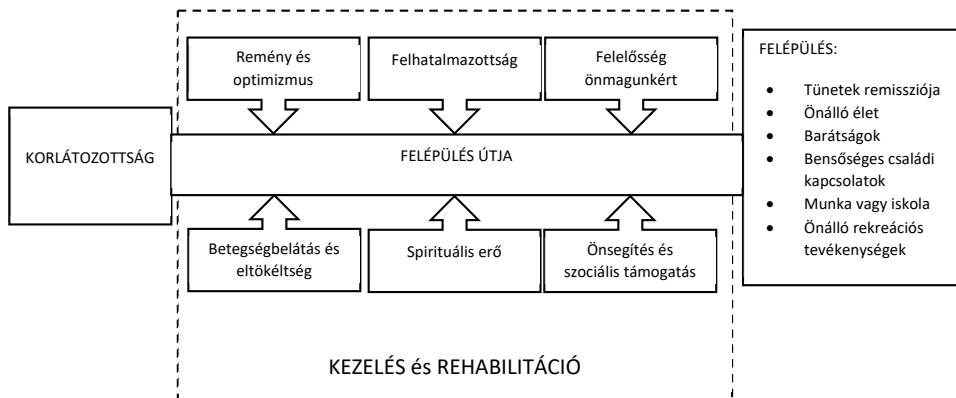 Remény és
optimizmus
Felhatalmazottság
Felelősség
önmagunkért
KORLÁTOZOTTSÁG
FELÉPÜLÉS ÚTJA
Betegségbelátás és
eltökéltség
Spirituális erő
Önsegítés és
szociális támogatás
KEZELÉS és REHABILITÁCIÓ
FELÉPÜLÉS:
• Tünetek remissziója
• Önálló élet
• Barátságok
• Bensőséges családi
kapcsolatok
• Munka vagy iskola
• Önálló rekreációs
tevékenységek